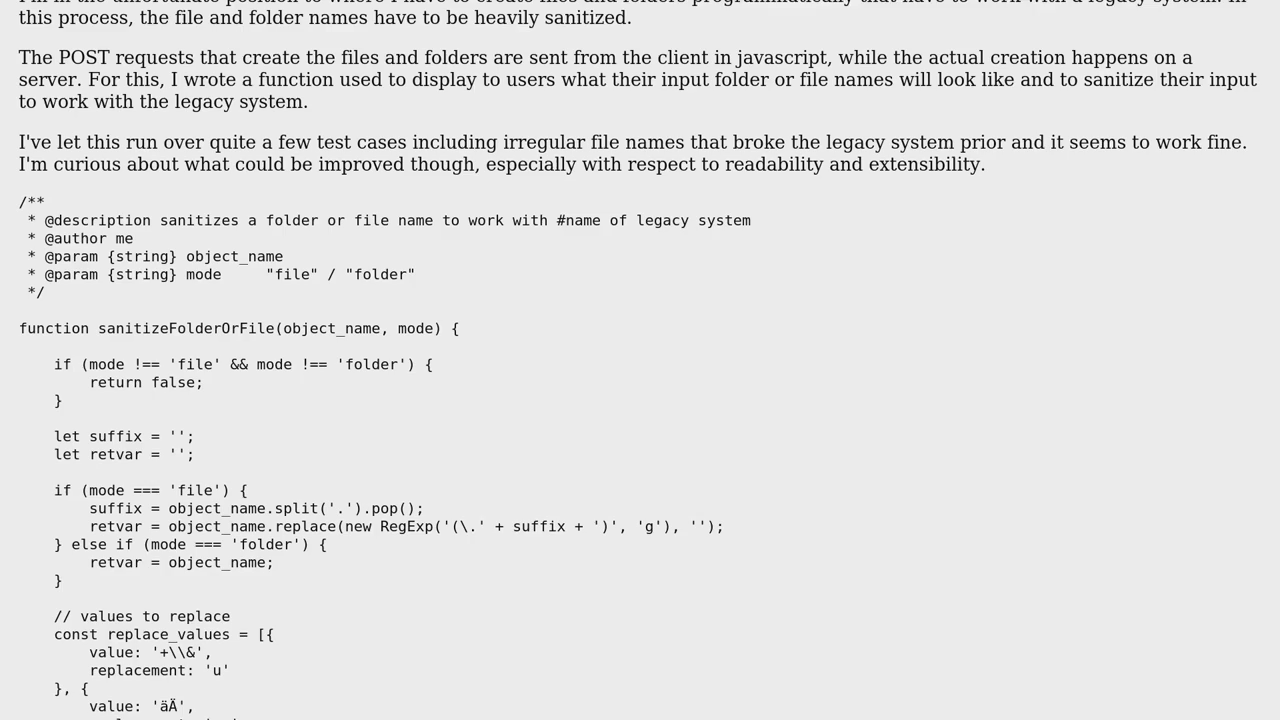 this process, the file and folder names have to be heavily sanitized.
The POST requests that create the files and folders are sent from the client in javascript, while the actual creation happens on a
server. For this, I wrote a function used to display to users what their input folder or file names will look like and to sanitize their input
to work with the legacy system.
I've let this run over quite a few test cases including irregular file names that broke the legacy system prior and it seems to work fine.
I'm curious about what could be improved though, especially with respect to readability and extensibility.
/**
 * @description sanitizes a folder or file name to work with #name of legacy system
 * @author me
 * @param {string} object_name
 * @param {string} mode     "file" / "folder"
 */
function sanitizeFolderOrFile(object_name, mode) {
    if (mode !== 'file' && mode !== 'folder') {
        return false;
    }
    let suffix = '';
    let retvar = '';
    if (mode === 'file') {
        suffix = object_name.split('.').pop();
        retvar = object_name.replace(new RegExp('(\.' + suffix + ')', 'g'), '');
    } else if (mode === 'folder') {
        retvar = object_name;
    }
    // values to replace
    const replace_values = [{
        value: '+\\&',
        replacement: 'u'
    }, {
        value: 'äÄ',